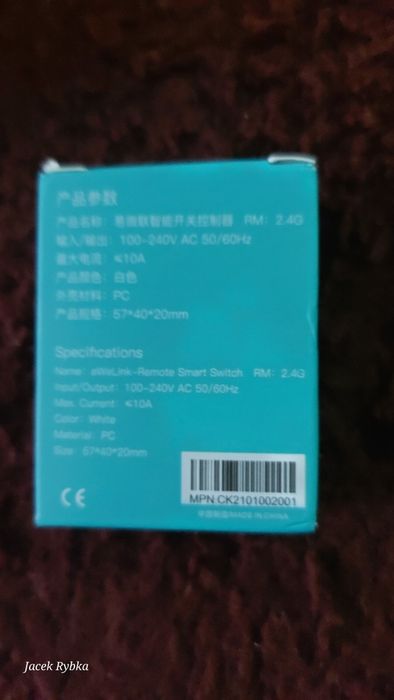 产品参数
产品名称: 易微联智能开关控制器 RM: 2.4G
输入/输出: 100-240V AC 50/60Hz
最大电流: ≤10A
产品颜色: 白色
外壳材料: PC
产品规格: 57*40*20mm
Specifications
Name: eWeLink-Remote Smart Switch RM: 2.4G
Input/Output: 100-240V AC 50/60Hz
Max. Current: ≤10A
Color: White
Material: PC
Size: 57*40*20mm
CE
MPN:CK2101002001
中国制造/MADE IN CHINA
Jacek Rybka